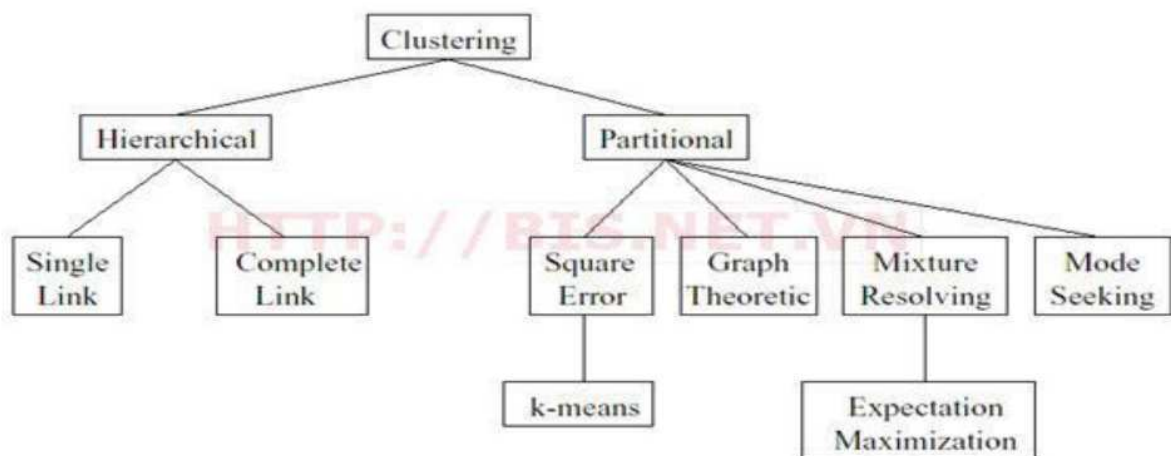 Clustering
Hierarchical
Partitional
HTTP://BIS.NET.VN
Single
Link
Complete
Link
Square
Error
Graph
Theoretic
Mixture
Resolving
Mode
Seeking
k-means
Expectation
Maximization